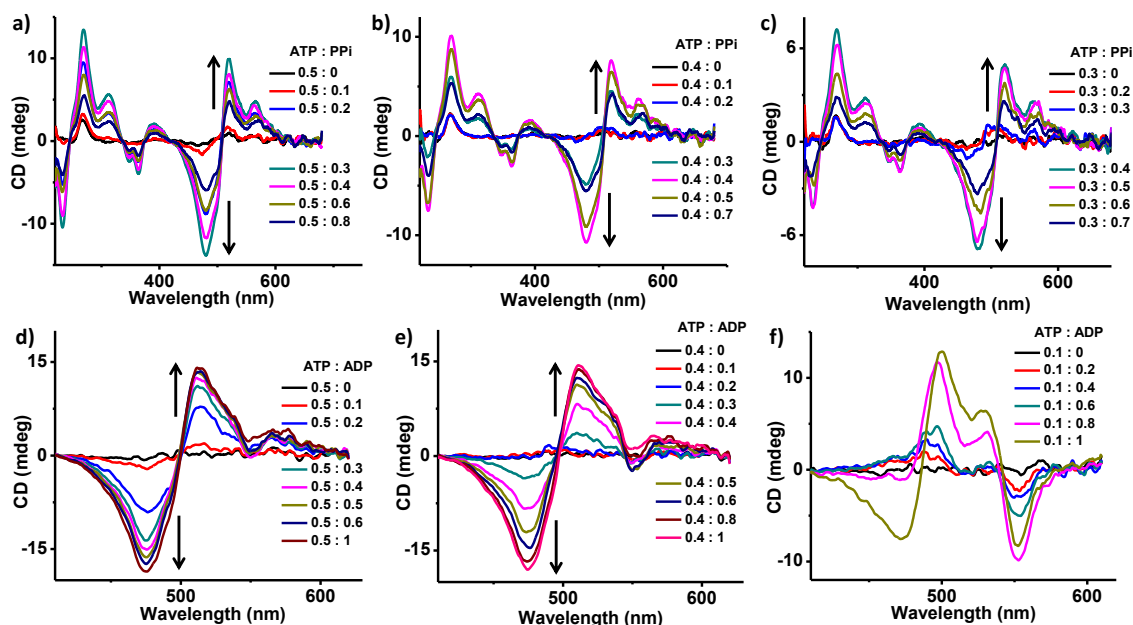 a)
ATP : PPi
0.5 : 0
0.5 : 0.1
0.5 : 0.2
0.5 : 0.3
0.5 : 0.4
0.5 : 0.6
0.5 : 0.8
10
0
-10
CD (mdeg)
400
600
Wavelength (nm)
b)
ATP : PPi
0.4 : 0
0.4 : 0.1
0.4 : 0.2
0.4 : 0.3
0.4 : 0.4
0.4 : 0.5
0.4 : 0.7
10
0
-10
CD (mdeg)
400
600
Wavelength (nm)
c)
ATP : PPi
0.3 : 0
0.3 : 0.2
0.3 : 0.3
0.3 : 0.4
0.3 : 0.5
0.3 : 0.6
0.3 : 0.7
6
0
-6
CD (mdeg)
400
600
Wavelength (nm)
d)
ATP : ADP
0.5 : 0
0.5 : 0.1
0.5 : 0.2
0.5 : 0.3
0.5 : 0.4
0.5 : 0.5
0.5 : 0.6
0.5 : 1
15
0
-15
CD (mdeg)
500
600
Wavelength (nm)
e)
ATP : ADP
0.4 : 0
0.4 : 0.1
0.4 : 0.2
0.4 : 0.3
0.4 : 0.4
0.4 : 0.5
0.4 : 0.6
0.4 : 0.8
0.4 : 1
15
0
-15
CD (mdeg)
500
600
Wavelength (nm)
f)
ATP : ADP
0.1 : 0
0.1 : 0.2
0.1 : 0.4
0.1 : 0.6
0.1 : 0.8
0.1 : 1
10
0
-10
CD (mdeg)
500
600
Wavelength (nm)